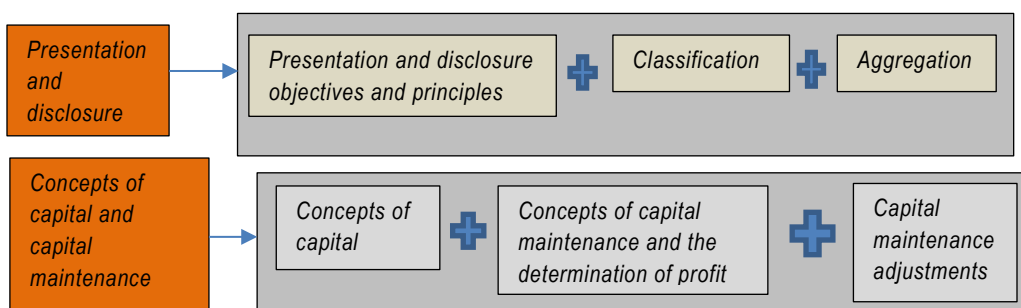 Presentation
and
disclosure
Presentation and disclosure
objectives and principles
Classification
Aggregation
Concepts of
capital and
capital
maintenance
Concepts of
capital
Concepts of capital
maintenance and the
determination of profit
Capital
maintenance
adjustments